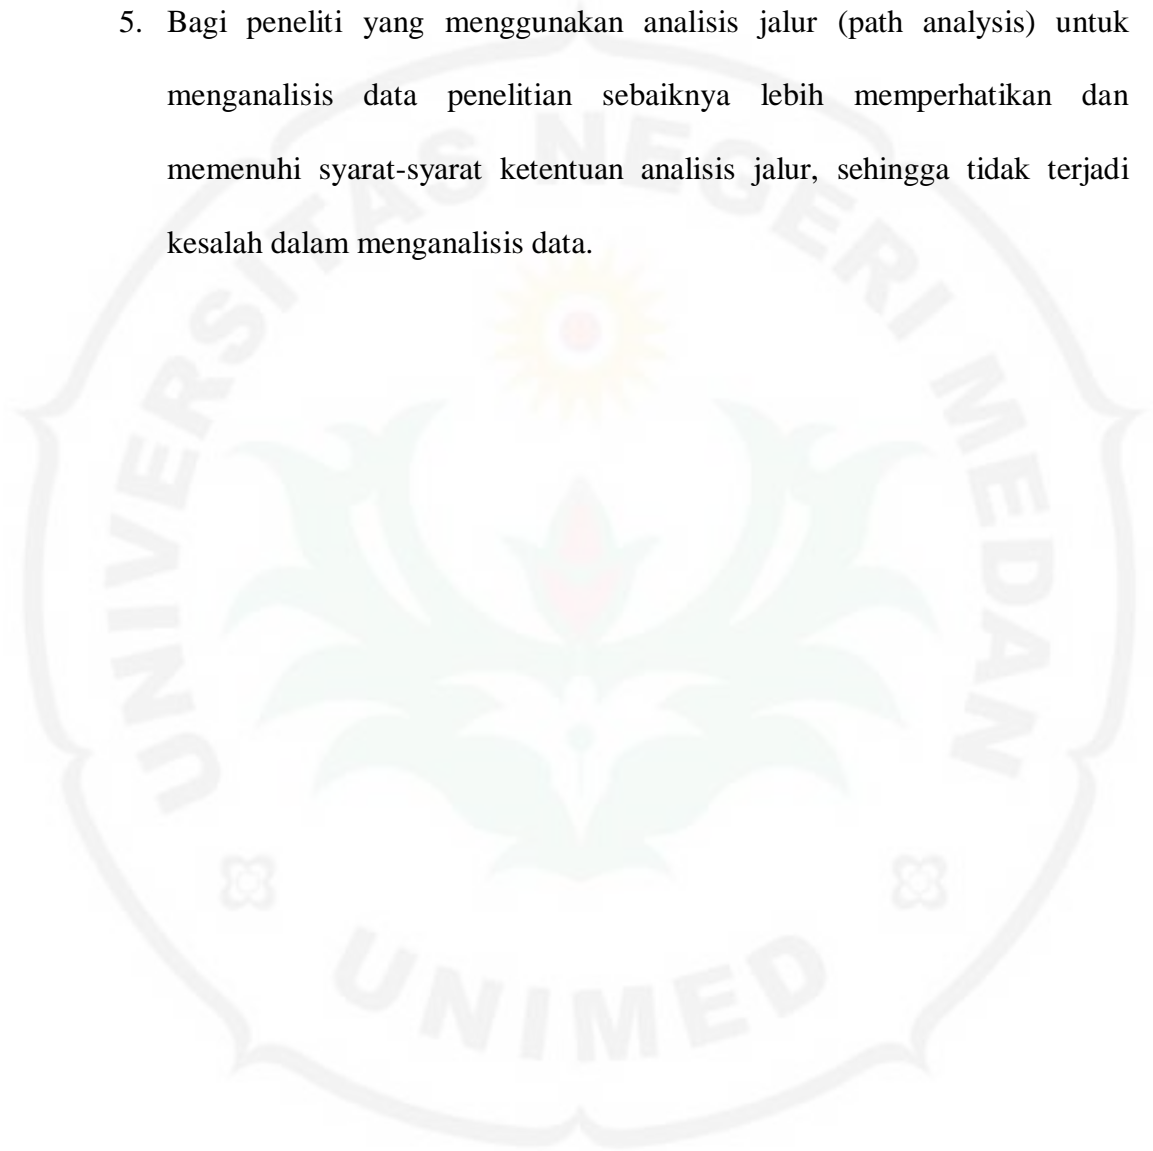 5. Bagi peneliti yang menggunakan analisis jalur (path analysis) untuk
menganalisis data penelitian sebaiknya lebih memperhatikan dan
memenuhi syarat-syarat ketentuan analisis jalur, sehingga tidak terjadi
kesalah dalam menganalisis data.
UNIVERSITAS NEGERI MEDAN
UNIMED